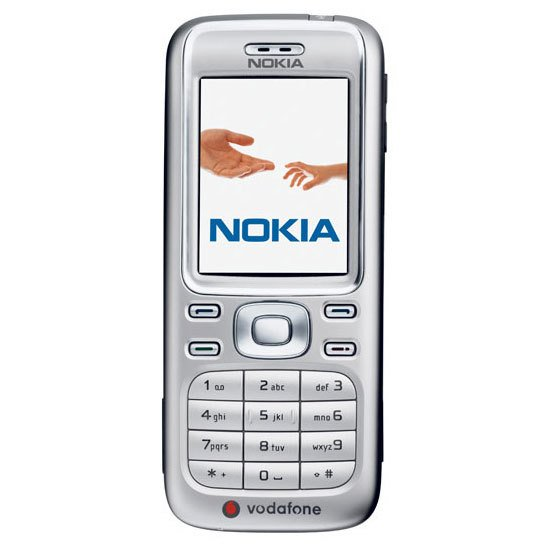 NOKIA
NOKIA
1 2 abc def 3
4 ghi 5 jkl mno 6
7 pqrs 8 tuv wxyz 9
* + 0 #
vodafone